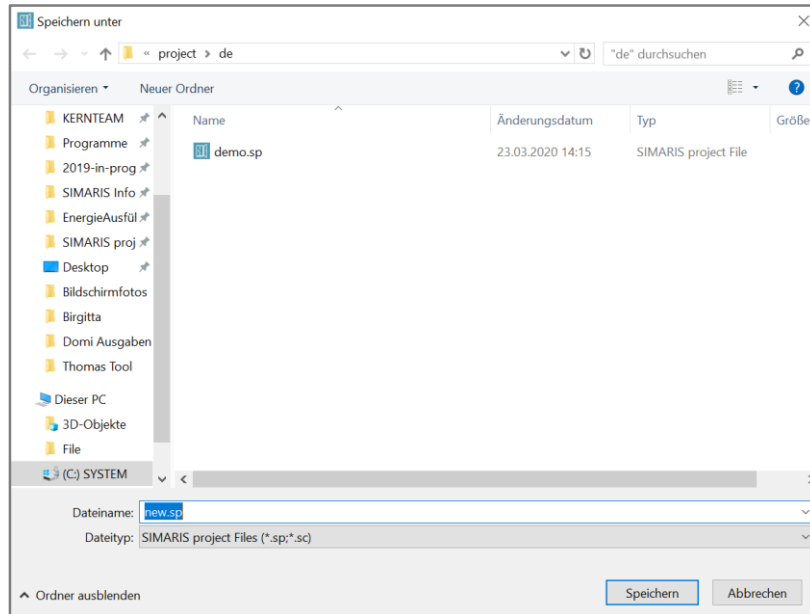 Speichern unter
« project > de
"de" durchsuchen
Organisieren
Neuer Ordner
KERNTEAM
Programme
2019-in-prog
SIMARIS Info
EnergieAusfül
SIMARIS proj
Desktop
Bildschirmfotos
Birgitta
Domi Ausgaben
Thomas Tool
Dieser PC
3D-Objekte
File
(C:) SYSTEM
Name Änderungsdatum Typ Größe
demo.sp 23.03.2020 14:15 SIMARIS project File
Dateiname: new.sp
Dateityp: SIMARIS project Files (*.sp;*.sc)
Ordner ausblenden
Speichern
Abbrechen